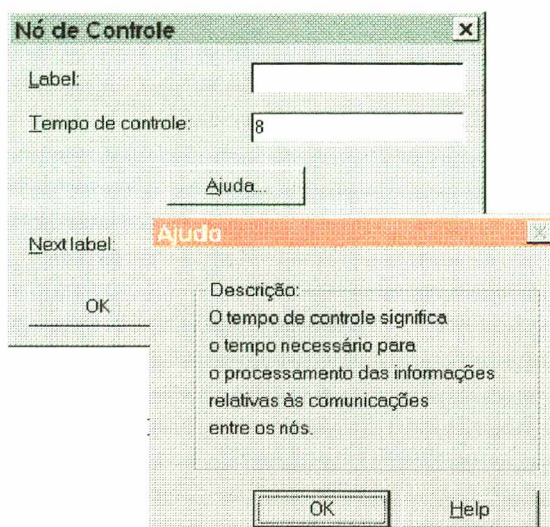 Nó de Controle
Label:
Tempo de controle: 8
Ajuda...
Next label:
OK
Ajuda
Descrição:
O tempo de controle significa
o tempo necessário para
o processamento das informações
relativas às comunicações
entre os nós.
OK Help